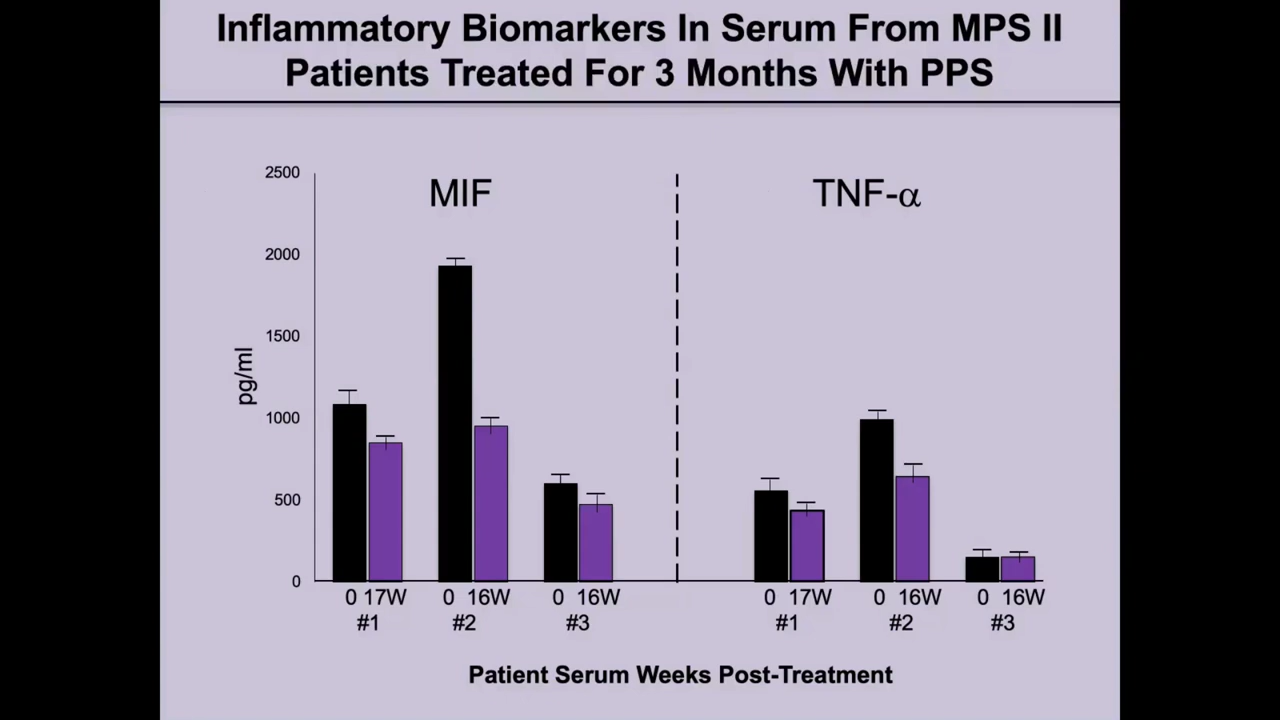 Inflammatory Biomarkers In Serum From MPS II
Patients Treated For 3 Months With PPS
MIF
TNF-α
pg/ml
2500
2000
1500
1000
500
0
0 17W 0 16W 0 16W 0 17W 0 16W 0 16W
#1 #2 #3 #1 #2 #3
Patient Serum Weeks Post-Treatment